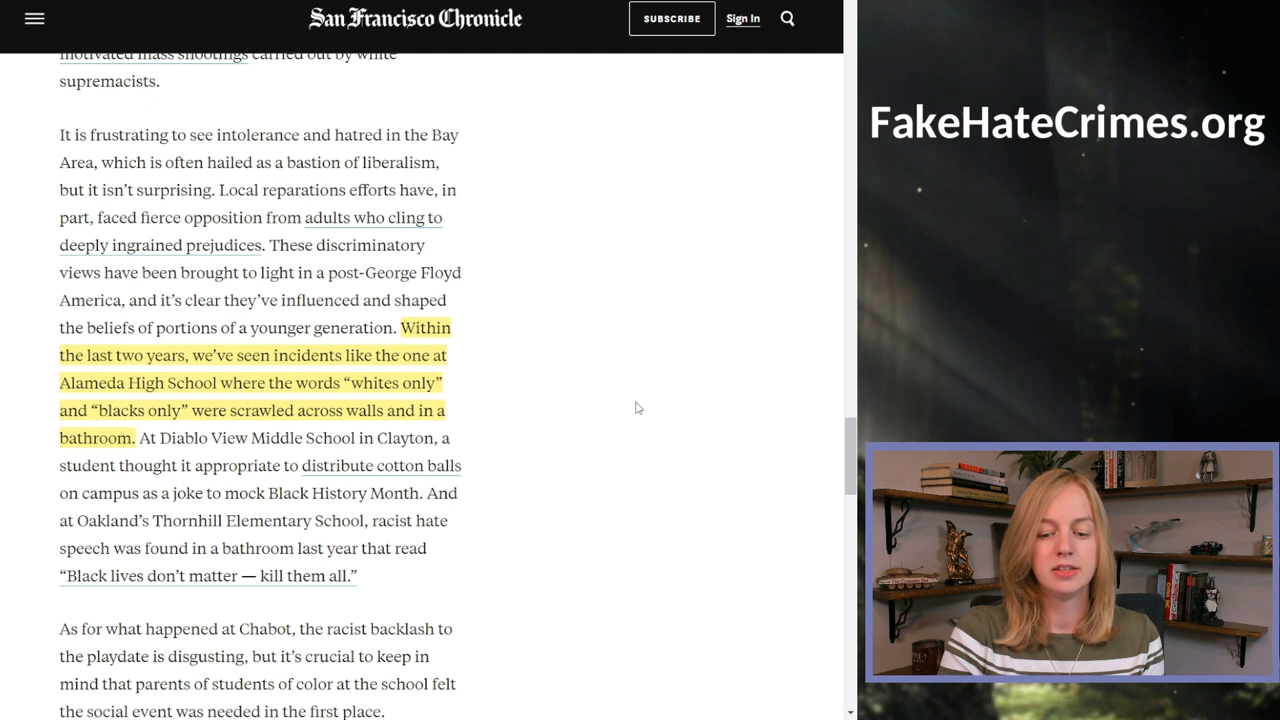 San Francisco Chronicle
SUBSCRIBE
Sign In
motivated mass shootings carried out by white
supremacists.
It is frustrating to see intolerance and hatred in the Bay
Area, which is often hailed as a bastion of liberalism,
but it isn’t surprising. Local reparations efforts have, in
part, faced fierce opposition from adults who cling to
deeply ingrained prejudices. These discriminatory
views have been brought to light in a post-George Floyd
America, and it’s clear they’ve influenced and shaped
the beliefs of portions of a younger generation. Within
the last two years, we’ve seen incidents like the one at
Alameda High School where the words “whites only”
and “blacks only” were scrawled across walls and in a
bathroom. At Diablo View Middle School in Clayton, a
student thought it appropriate to distribute cotton balls
on campus as a joke to mock Black History Month. And
at Oakland’s Thornhill Elementary School, racist hate
speech was found in a bathroom last year that read
“Black lives don’t matter — kill them all.”
As for what happened at Chabot, the racist backlash to
the playdate is disgusting, but it’s crucial to keep in
mind that parents of students of color at the school felt
the social event was needed in the first place.
FakeHateCrimes.org